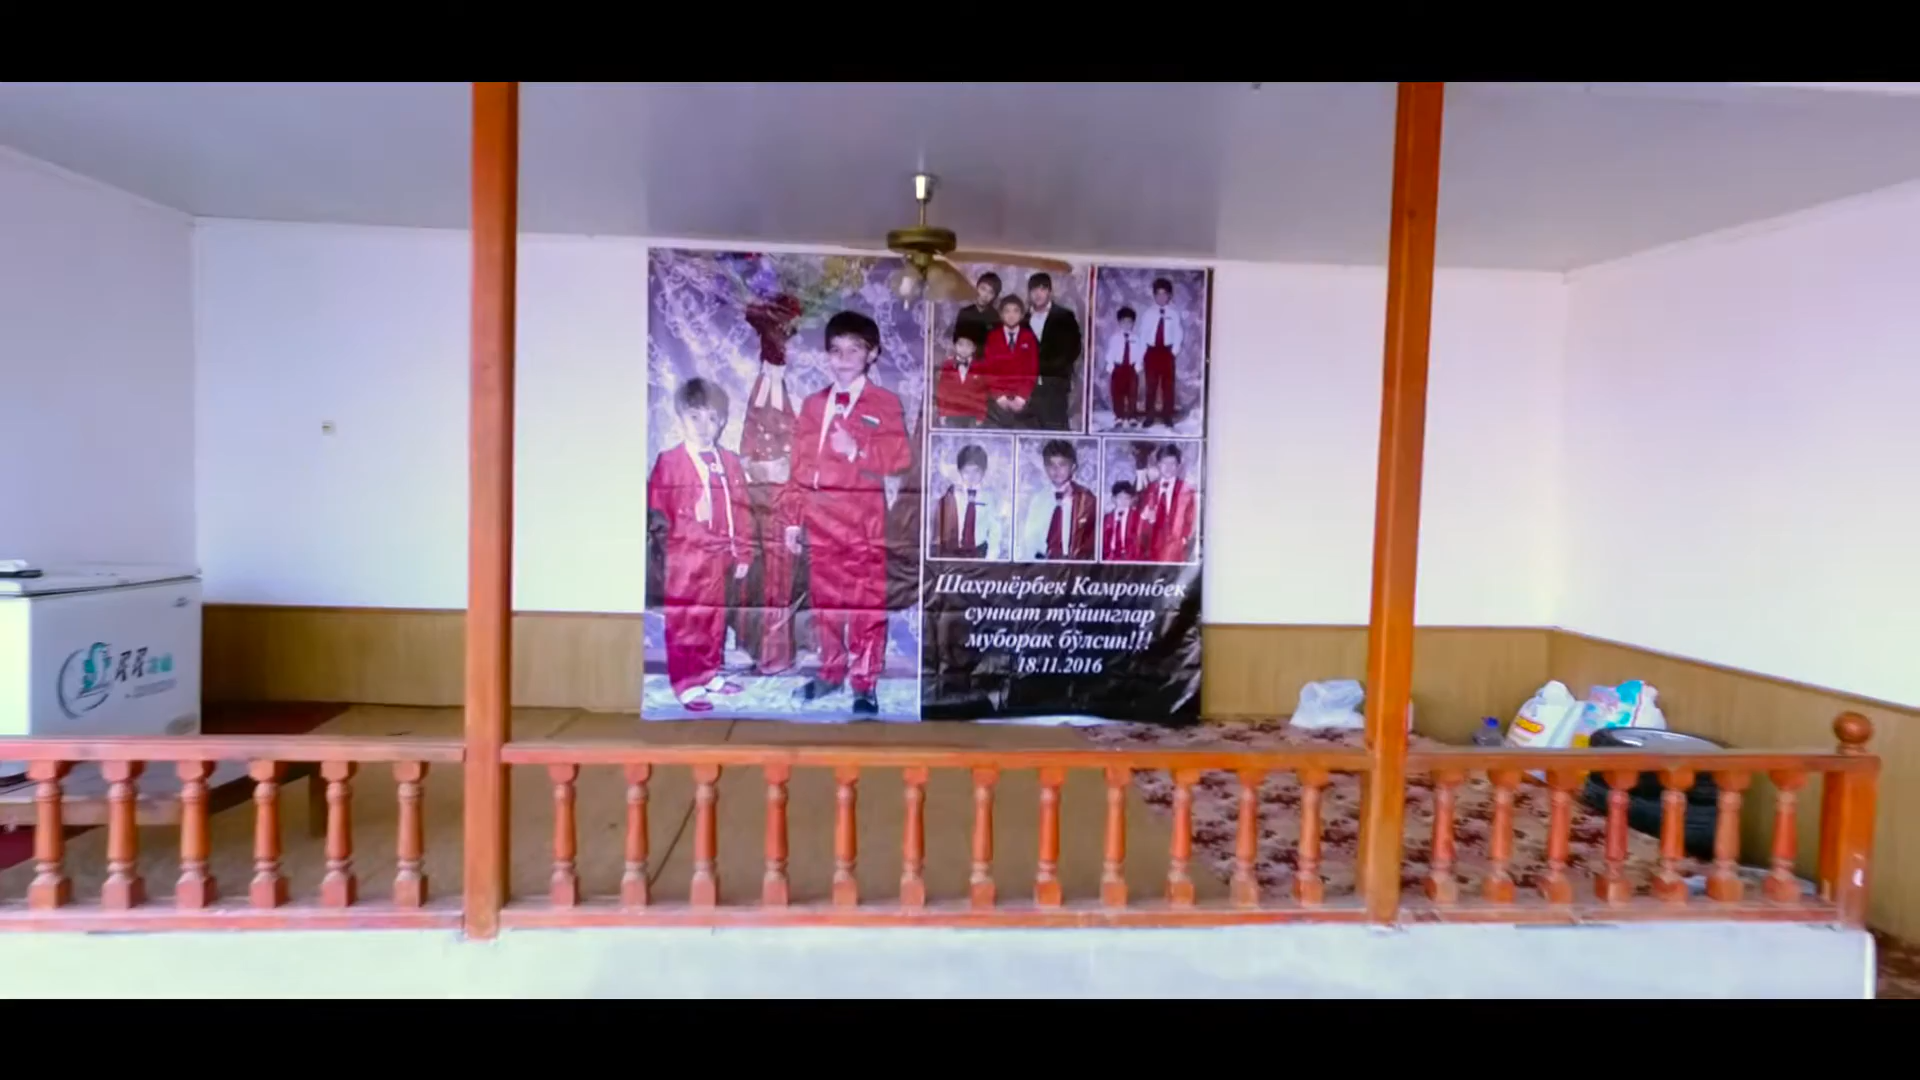 Шахриёрбек Камронбек
суннат тўйинглар
муборак бўлсин!!!
18.11.2016